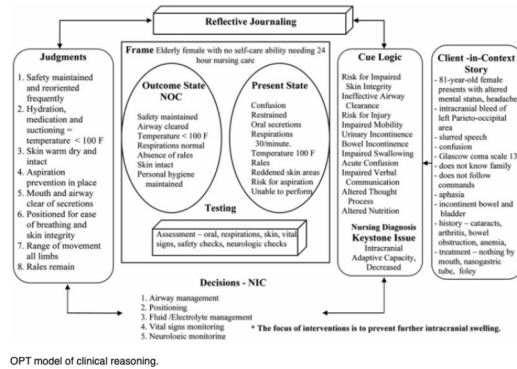 Reflective Journaling
Judgments
1. Safety maintained
and reoriented
frequently
2. Hydration,
medication and
suctioning =
temperature < 100 F
3. Skin warm dry and
intact
4. Aspiration
prevention in place
5. Mouth and airway
clear of secretions
6. Positioned for ease
of breathing and
skin integrity
7. Range of movement
all limbs
8. Rales remain
Frame Elderly female with no self-care ability needing 24
hour nursing care
Outcome State
NOC
Safety maintained
Airway cleared
Temperature < 100 F
Respirations normal
Absence of rales
Skin intact
Personal hygiene
maintained
Present State
Confusion
Restrained
Oral secretions
Respirations
30/minute.
Temperature 100 F
Rales
Reddened skin areas
Risk for aspiration
Unable to perform
Testing
Assessment – oral, respirations, skin, vital
signs, safety checks, neurologic checks
Cue Logic
Risk for Impaired
Skin Integrity
Ineffective Airway
Clearance
Risk for Injury
Impaired Mobility
Urinary Incontinence
Bowel Incontinence
Impaired Swallowing
Acute Confusion
Impaired Verbal
Communication
Altered Thought
Process
Altered Nutrition
Nursing Diagnosis
Keystone Issue
Intracranial
Adaptive Capacity,
Decreased
Client -in-Context
Story
- 81-year-old female
presents with altered
mental status, headache
- intracranial bleed of
left Parieto-occipital
area
- slurred speech
- confusion
- Glascow coma scale 13
- does not know family
- does not follow
commands
- aphasia
- incontinent bowel and
bladder
- history – cataracts,
arthritis, bowel
obstruction, anemia,
- treatment – nothing by
mouth, nasogastric
tube, foley
Decisions - NIC
1. Airway management
2. Positioning
3. Fluid /Electrolyte management
4. Vital signs monitoring
5. Neurologic monitoring
* The focus of interventions is to prevent further intracranial swelling.
OPT model of clinical reasoning.